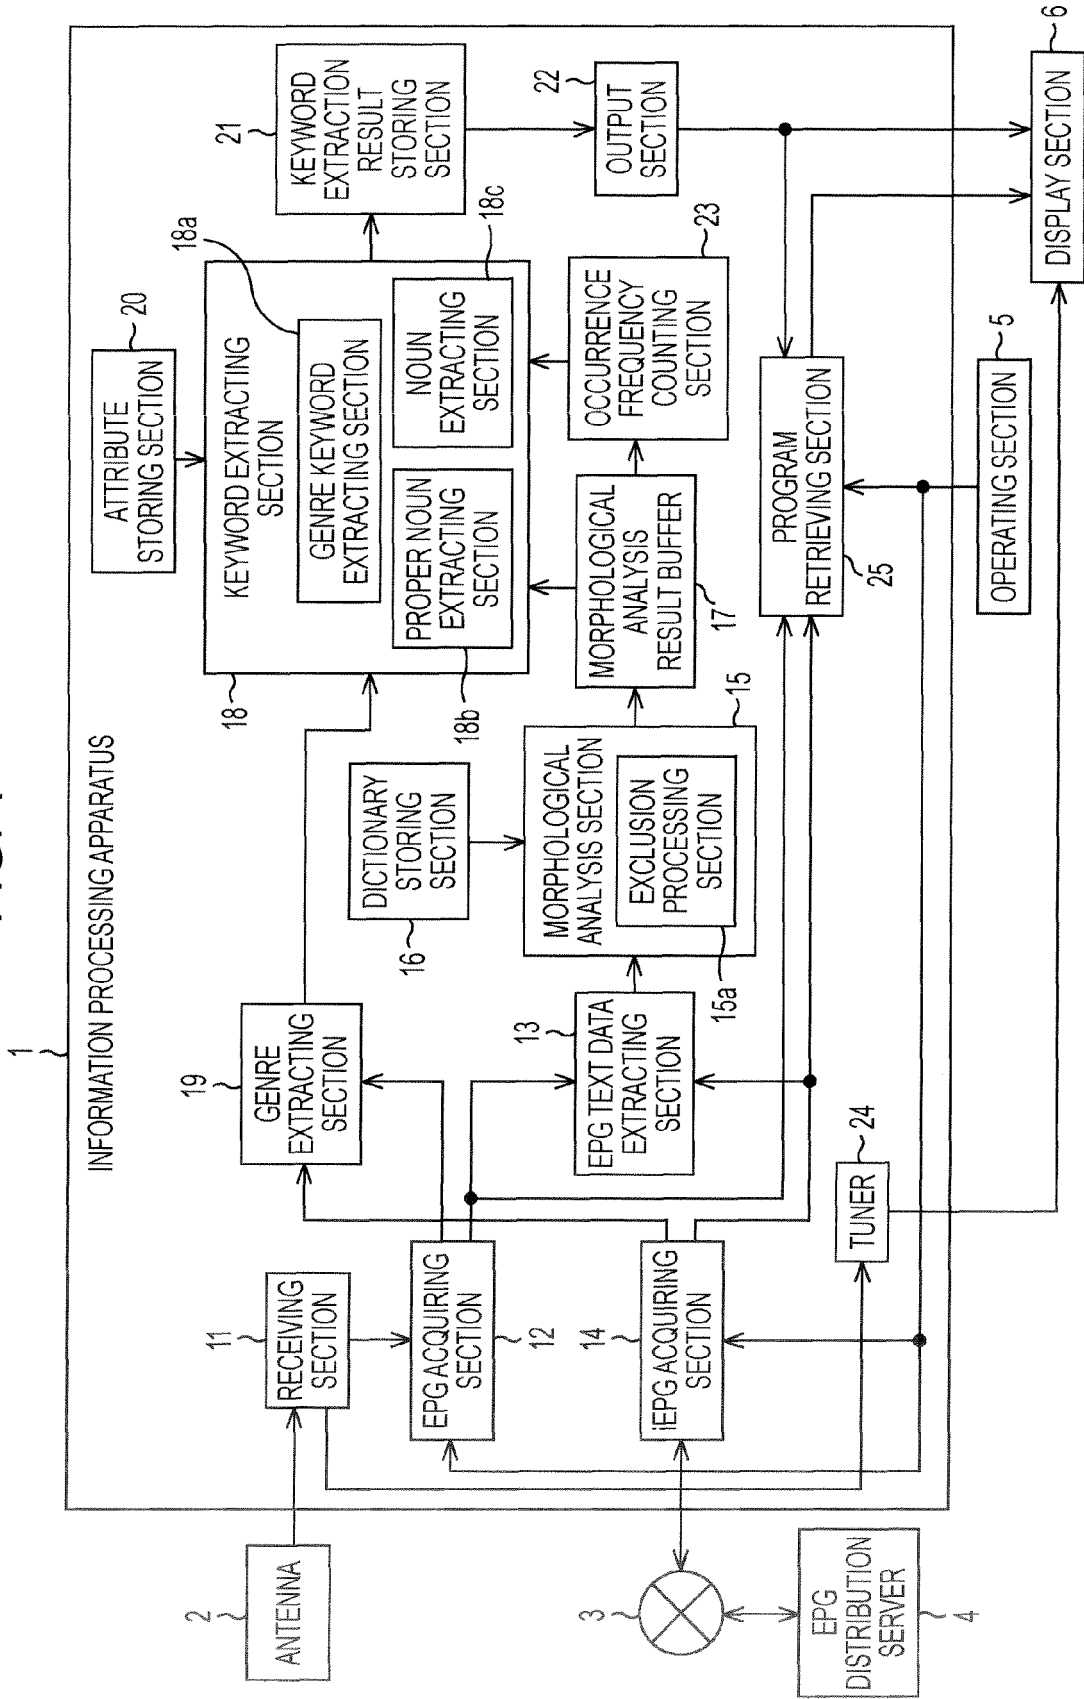 1
INFORMATION PROCESSING APPARATUS
2
ANTENNA
3
EPG
DISTRIBUTION
SERVER
4
11
RECEIVING
SECTION
EPG ACQUIRING
SECTION
12
14
iEPG ACQUIRING
SECTION
TUNER
24
19
GENRE
EXTRACTING
SECTION
13
EPG TEXT DATA
EXTRACTING
SECTION
DICTIONARY
STORING
SECTION
16
MORPHOLOGICAL
ANALYSIS SECTION
15
EXCLUSION
PROCESSING
SECTION
15a
MORPHOLOGICAL
ANALYSIS
RESULT BUFFER
17
ATTRIBUTE
STORING SECTION
20
KEYWORD EXTRACTING
SECTION
18
GENRE KEYWORD
EXTRACTING SECTION
18a
PROPER NOUN
EXTRACTING
SECTION
18b
NOUN
EXTRACTING
SECTION
18c
OCCURRENCE
FREQUENCY
COUNTING
SECTION
23
21
KEYWORD
EXTRACTION
RESULT
STORING
SECTION
22
OUTPUT
SECTION
PROGRAM
RETRIEVING SECTION
25
OPERATING SECTION
5
DISPLAY SECTION
6